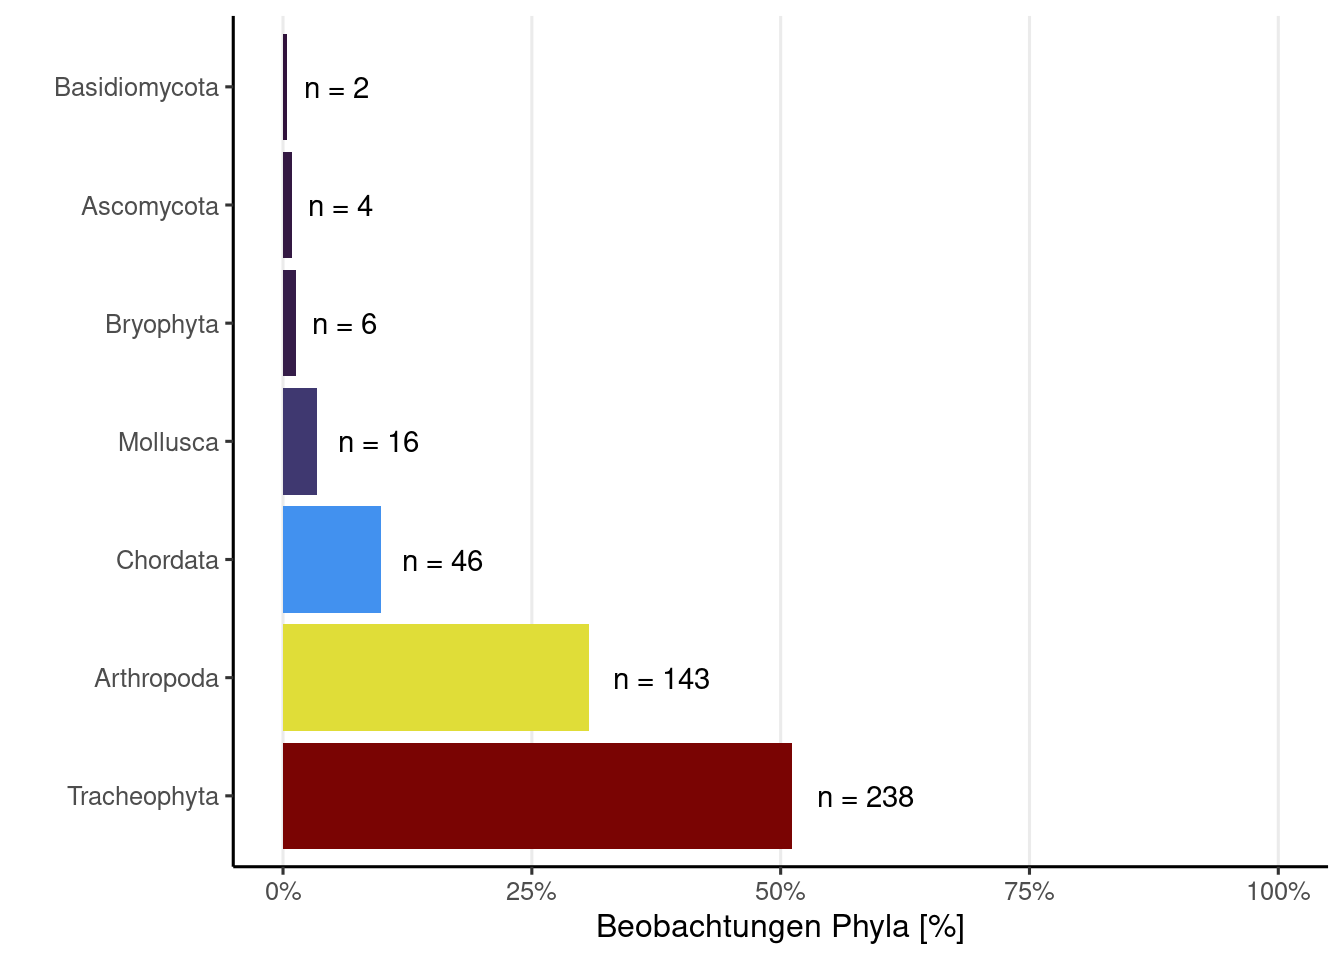 Basidiomycota n = 2
Ascomycota n = 4
Bryophyta n = 6
Mollusca n = 16
Chordata n = 46
Arthropoda n = 143
Tracheophyta n = 238
0% 25% 50% 75% 100%
Beobachtungen Phyla [%]